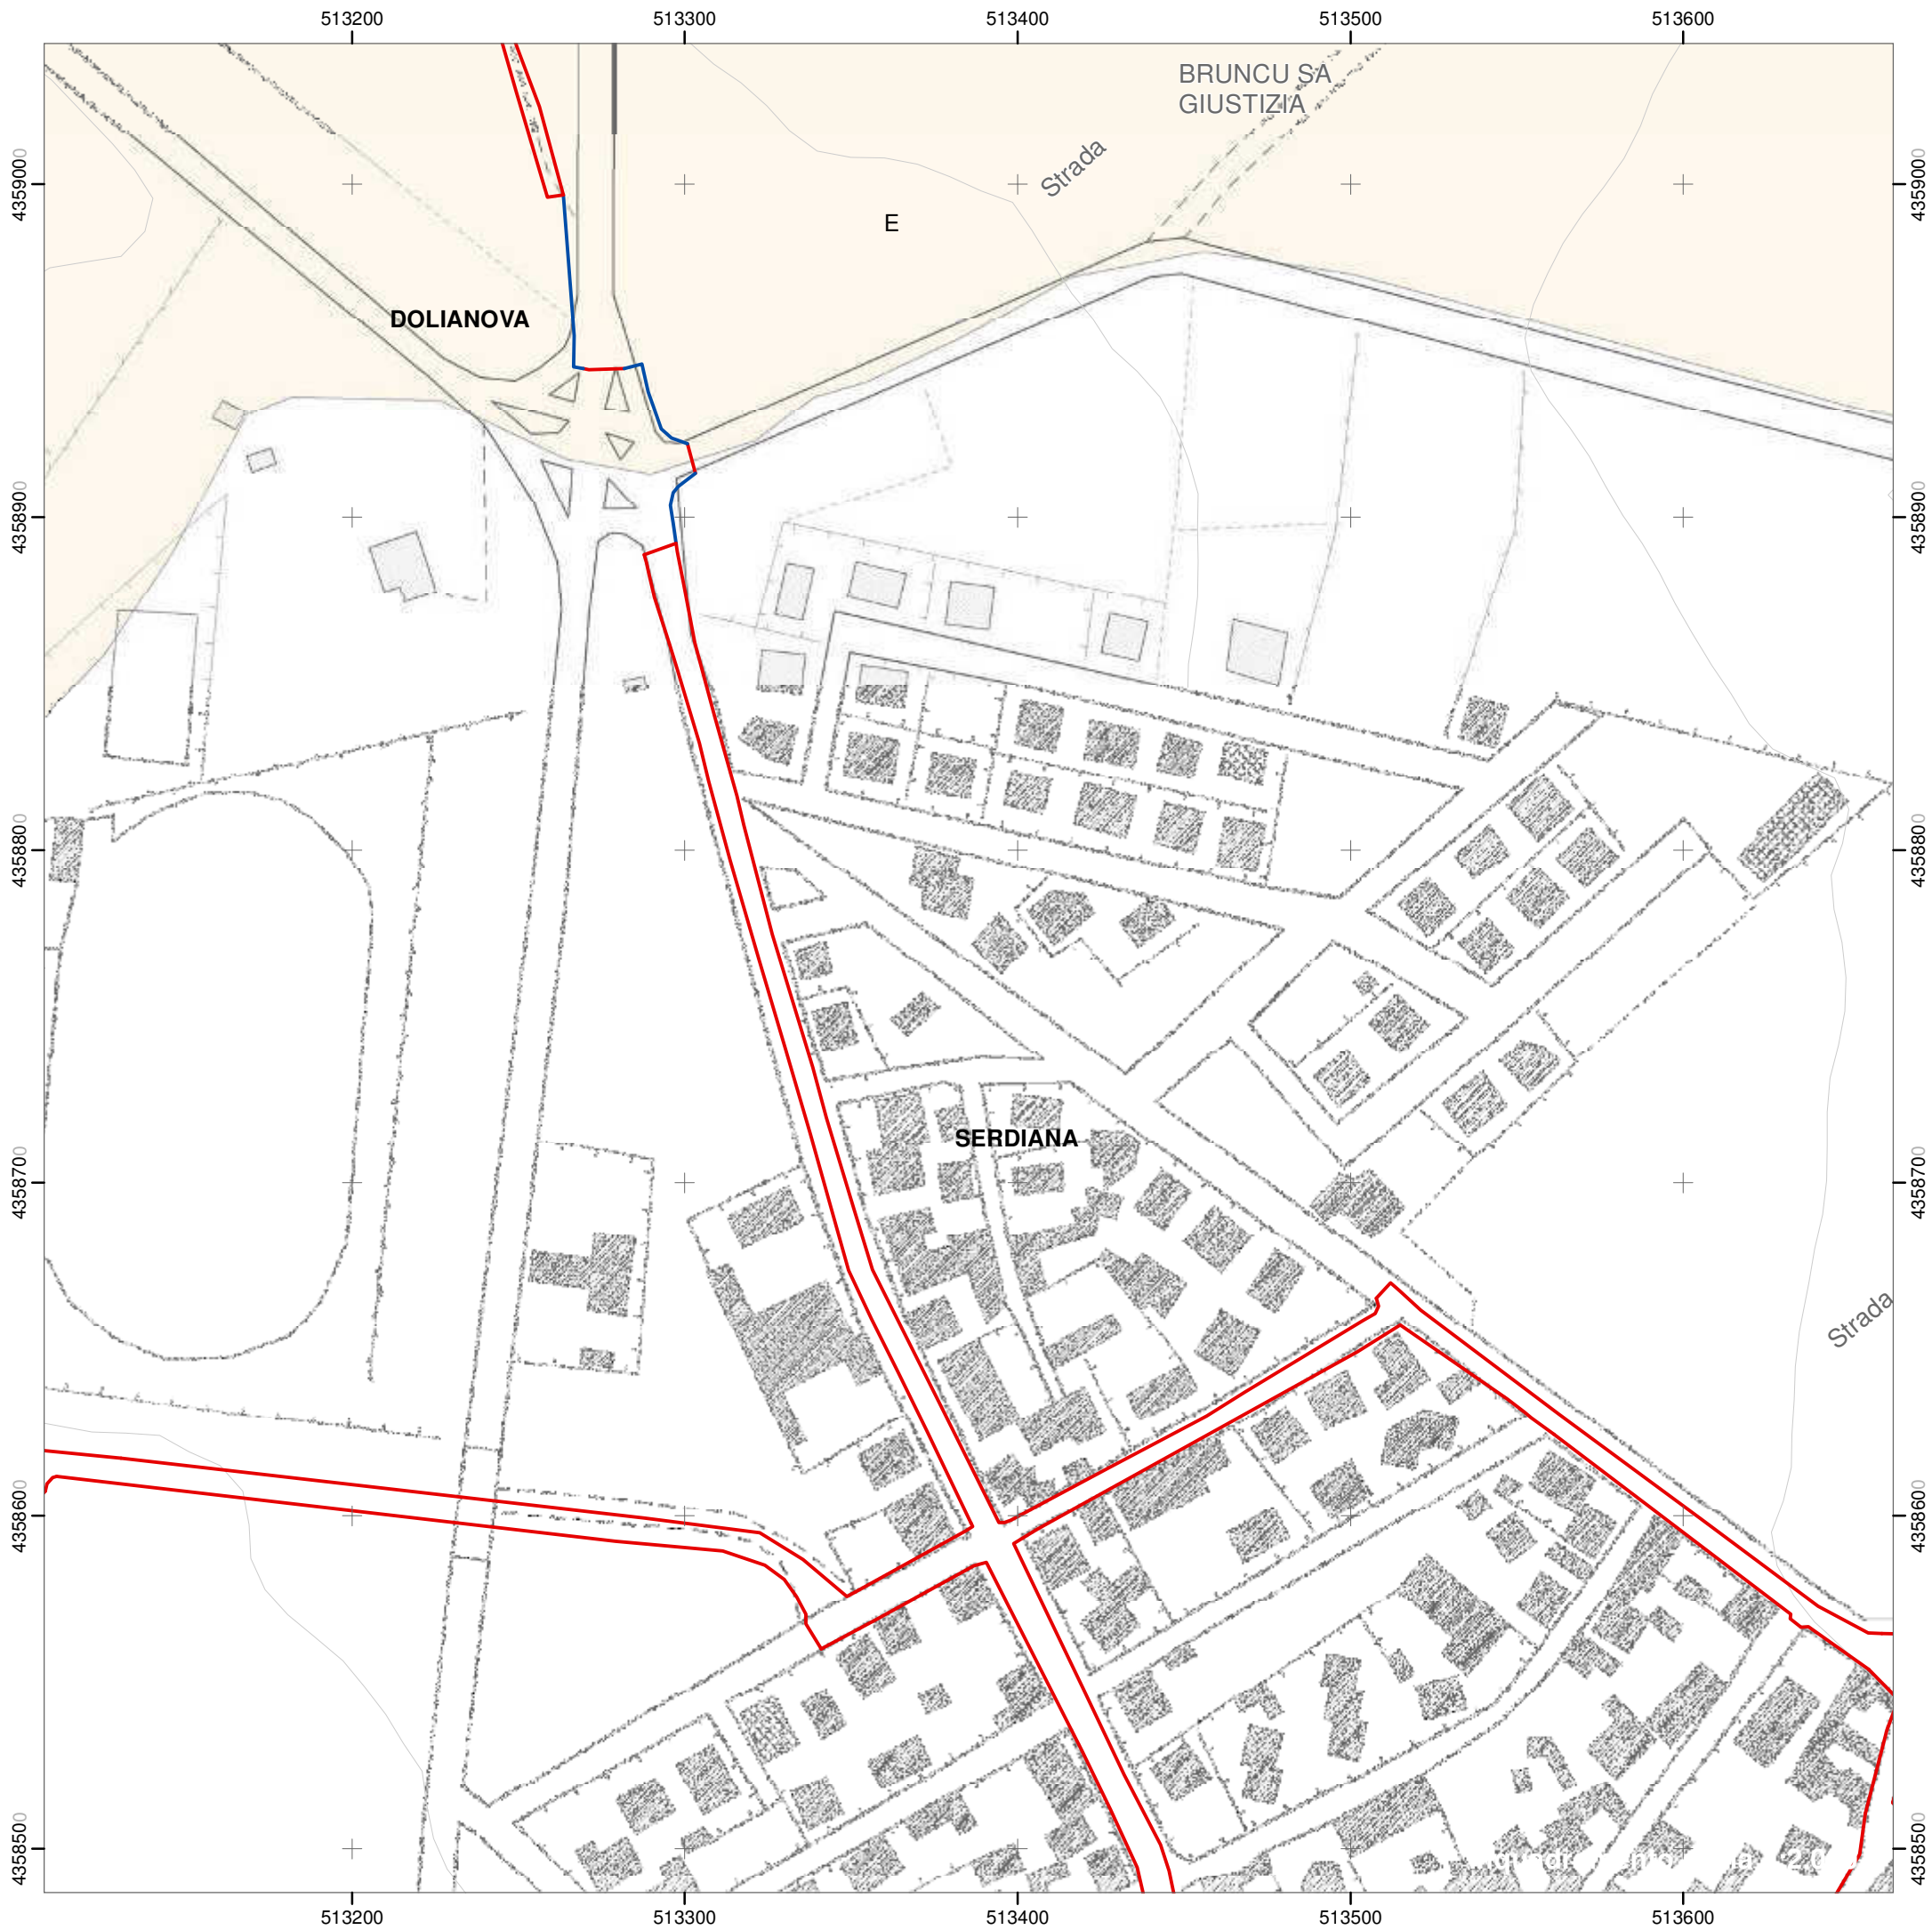 513200 513300 513400 513500 513600
BRUNCU SA
GIUSTIZIA
Strada
4359000 4359000
E
DOLIANOVA
4358900 4358900
4358800 4358800
SERDIANA
4358700 4358700
Strada
4358600 4358600
4358500 4358500
513200 513300 513400 513500 513600